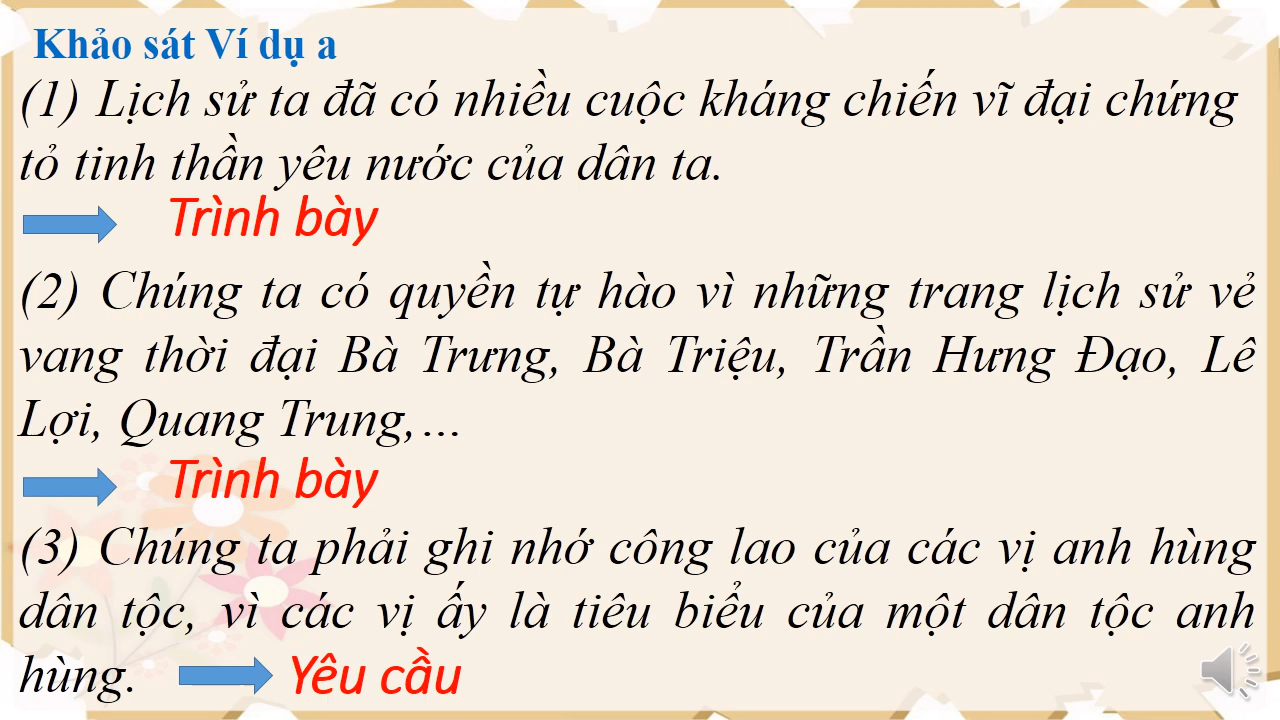 Khảo sát Ví dụ a
(1) Lịch sử ta đã có nhiều cuộc kháng chiến vĩ đại chứng
tỏ tinh thần yêu nước của dân ta.
Trình bày
(2) Chúng ta có quyền tự hào vì những trang lịch sử vẻ
vang thời đại Bà Trưng, Bà Triệu, Trần Hưng Đạo, Lê
Lợi, Quang Trung,…
Trình bày
(3) Chúng ta phải ghi nhớ công lao của các vị anh hùng
dân tộc, vì các vị ấy là tiêu biểu của một dân tộc anh
hùng. Yêu cầu